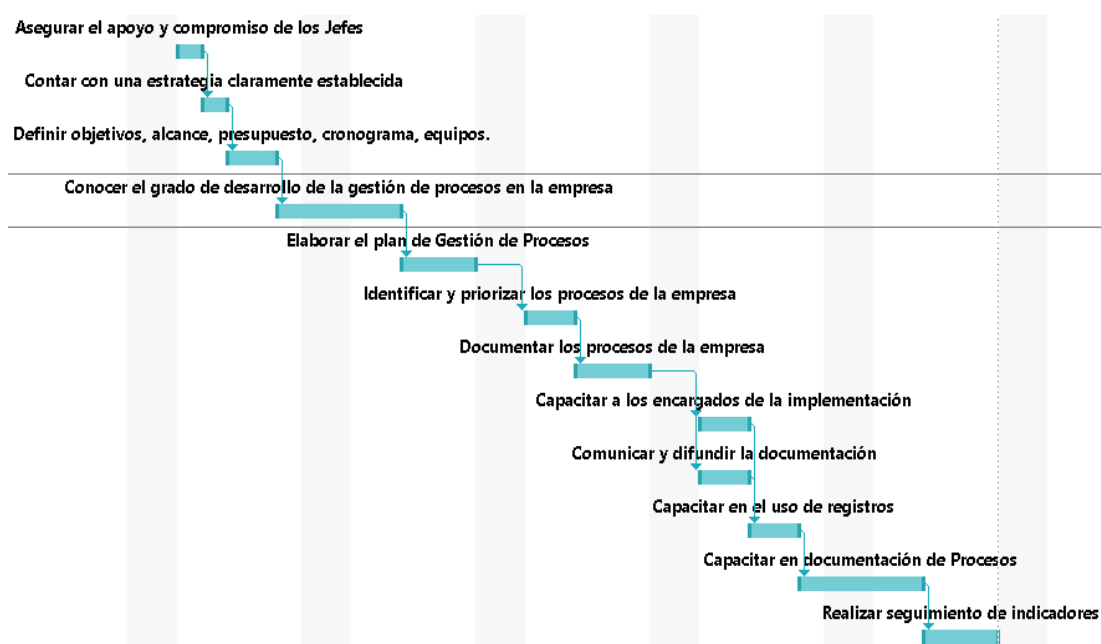 Asegurar el apoyo y compromiso de los Jefes
Contar con una estrategia claramente establecida
Definir objetivos, alcance, presupuesto, cronograma, equipos.
Conocer el grado de desarrollo de la gestión de procesos en la empresa
Elaborar el plan de Gestión de Procesos
Identificar y priorizar los procesos de la empresa
Documentar los procesos de la empresa
Capacitar a los encargados de la implementación
Comunicar y difundir la documentación
Capacitar en el uso de registros
Capacitar en documentación de Procesos
Realizar seguimiento de indicadores